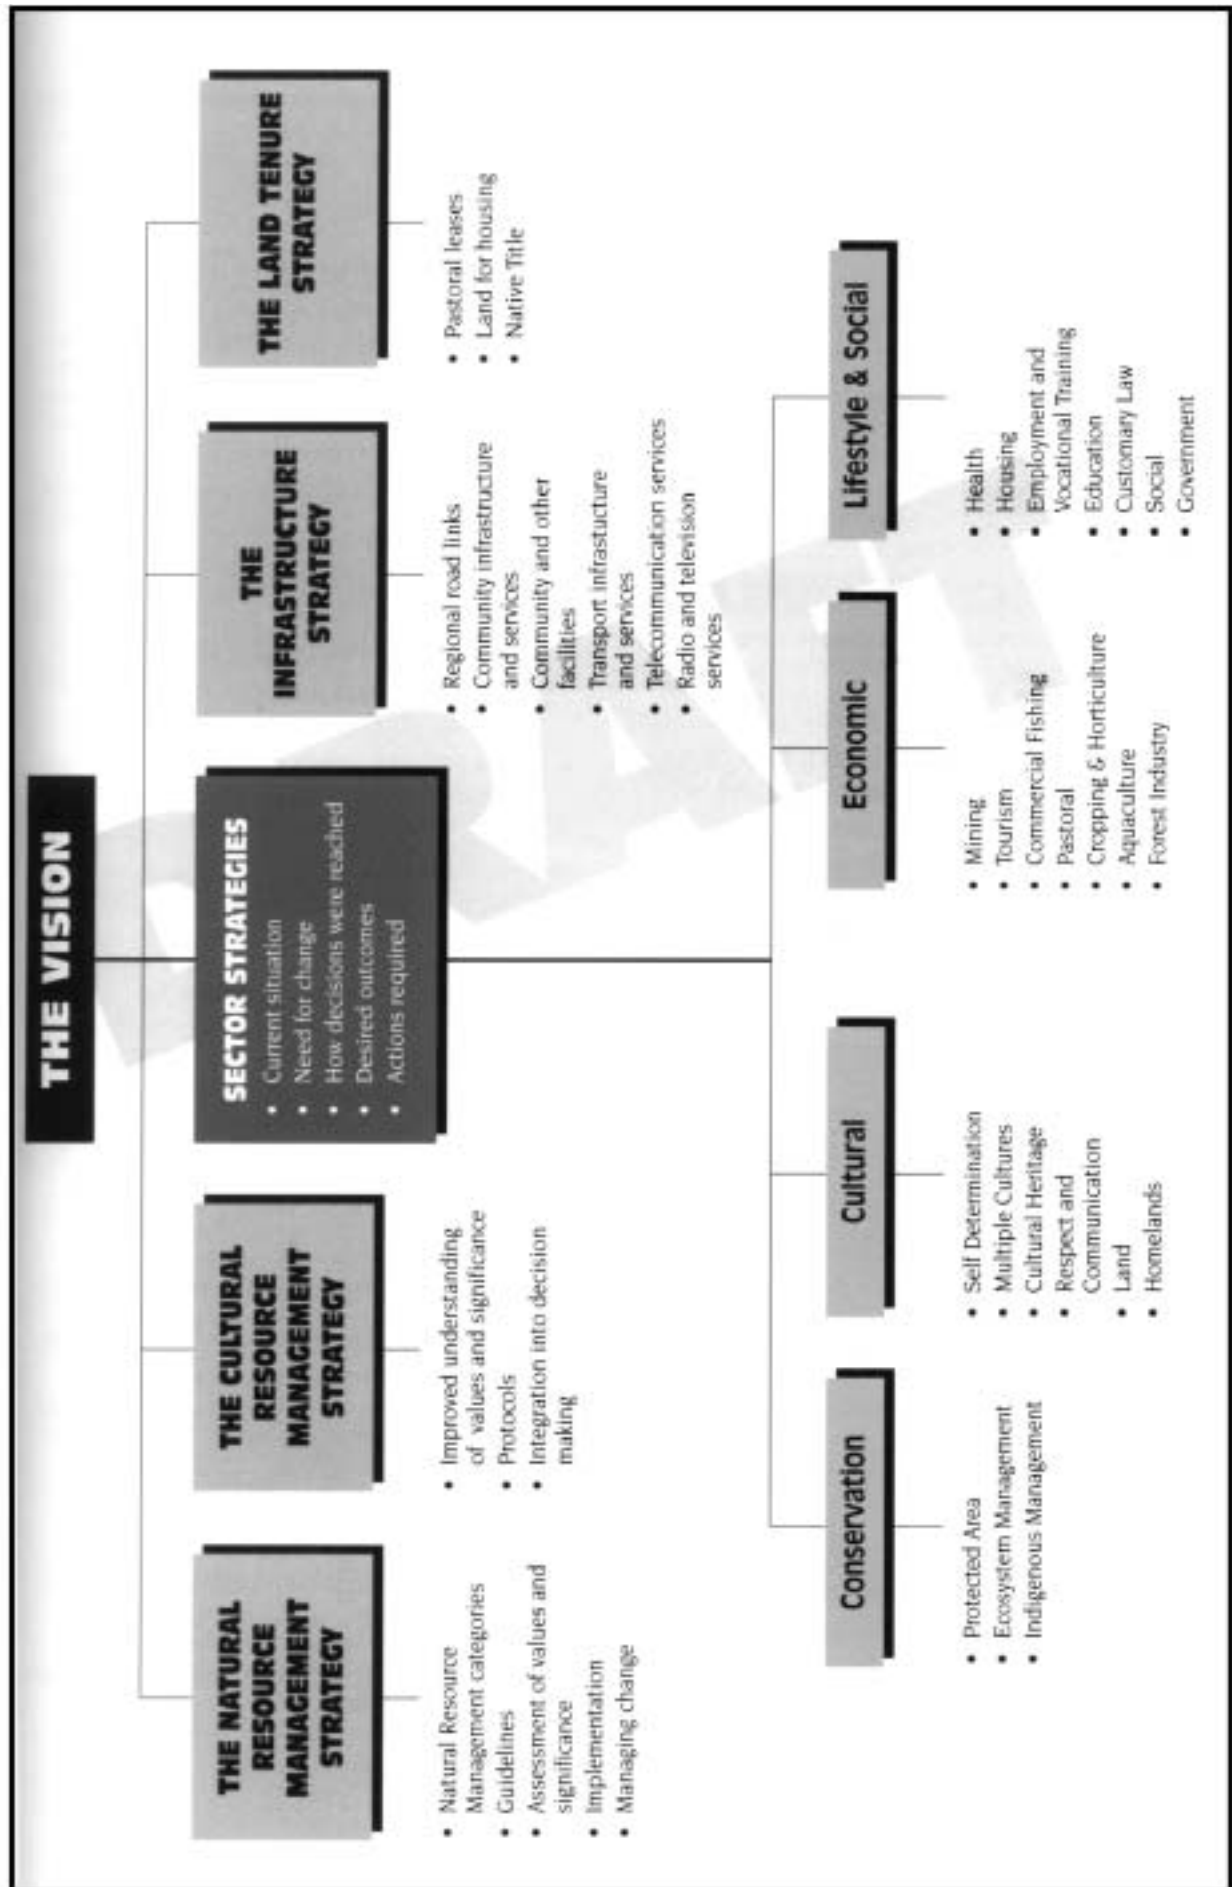 THE VISION
THE NATURAL
RESOURCE
MANAGEMENT
STRATEGY
• Natural Resource
Management categories
• Guidelines
• Assessment of values and
significance
• Implementation
• Managing change
THE CULTURAL
RESOURCE
MANAGEMENT
STRATEGY
• Improved understanding
of values and significance
• Protocols
• Integration into decision
making
SECTOR STRATEGIES
• Current situation
• Need for change
• How decisions were reached
• Desired outcomes
• Actions required
THE
INFRASTRUCTURE
STRATEGY
• Regional road links
• Community infrastructure
and services
• Community and other
facilities
• Transport infrastucture
and services
• Telecommunication services
• Radio and television
services
THE LAND TENURE
STRATEGY
• Pastoral leases
• Land for housing
• Native Title
Conservation
• Protected Area
• Ecosystem Management
• Indigenous Management
Cultural
• Self Determination
• Multiple Cultures
• Cultural Heritage
• Respect and
Communication
• Land
• Homelands
Economic
• Mining
• Tourism
• Commercial Fishing
• Pastoral
• Cropping & Horticulture
• Aquaculture
• Forest Industry
Lifestyle & Social
• Health
• Housing
• Employment and
Vocational Training
• Education
• Customary Law
• Social
• Government
DRAFT